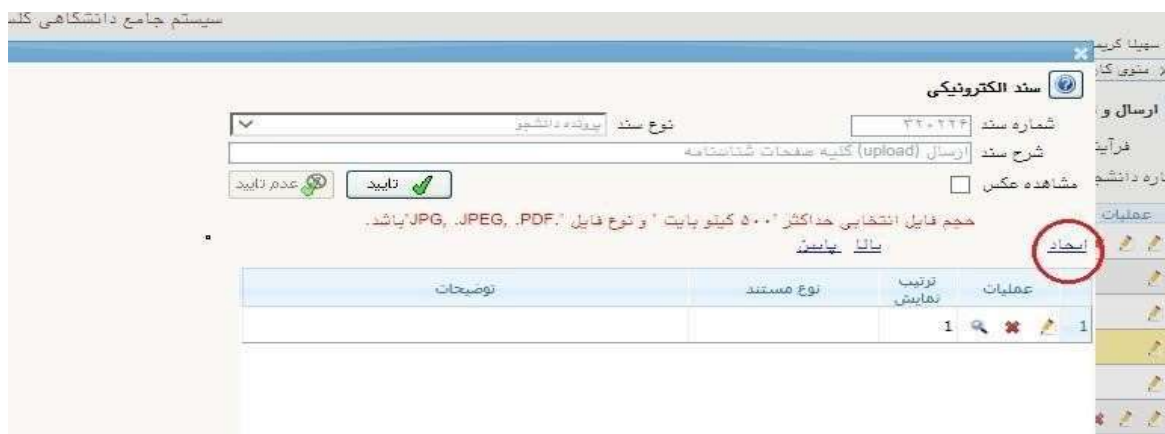 سیستم جامع دانشگاهی
سهیلا
سند الکترونیکی
ارسال و
شماره سند ۳۲۰۲۲۶ نوع سند پرونده دانشجو
شرح سند ارسال (upload) کلیه صفحات شناسنامه
مشاهده عکس تایید عدم تایید
عملیات
حجم فایل انتخابی حداکثر "۵۰۰ کیلو بایت " و نوع فایل "JPG, .JPEG, .PDF."باشد.
ایجاد بالا پایین
عملیات ترتیب نمایش نوع مستند توضیحات
1 1